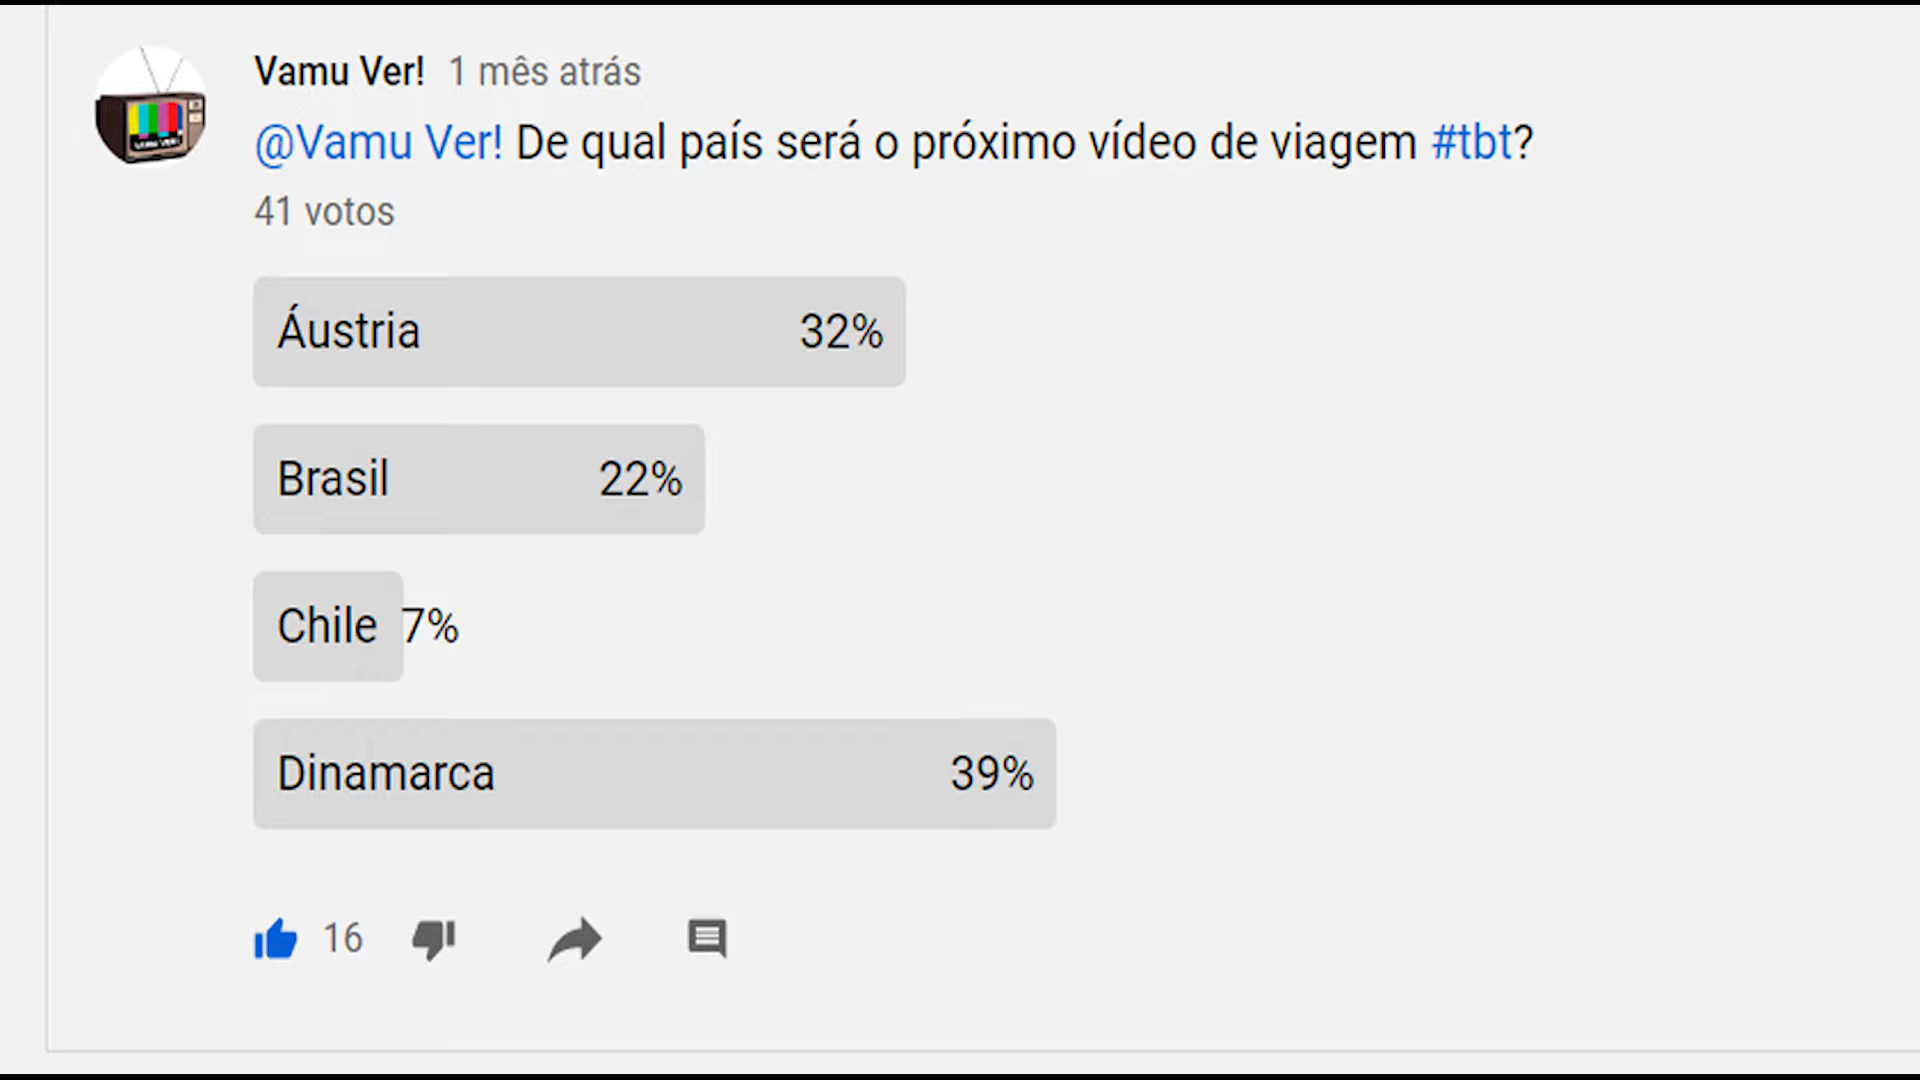 Vamu Ver! 1 mês atrás
@Vamu Ver! De qual país será o próximo vídeo de viagem #tbt?
41 votos
Áustria 32%
Brasil 22%
Chile 7%
Dinamarca 39%
16